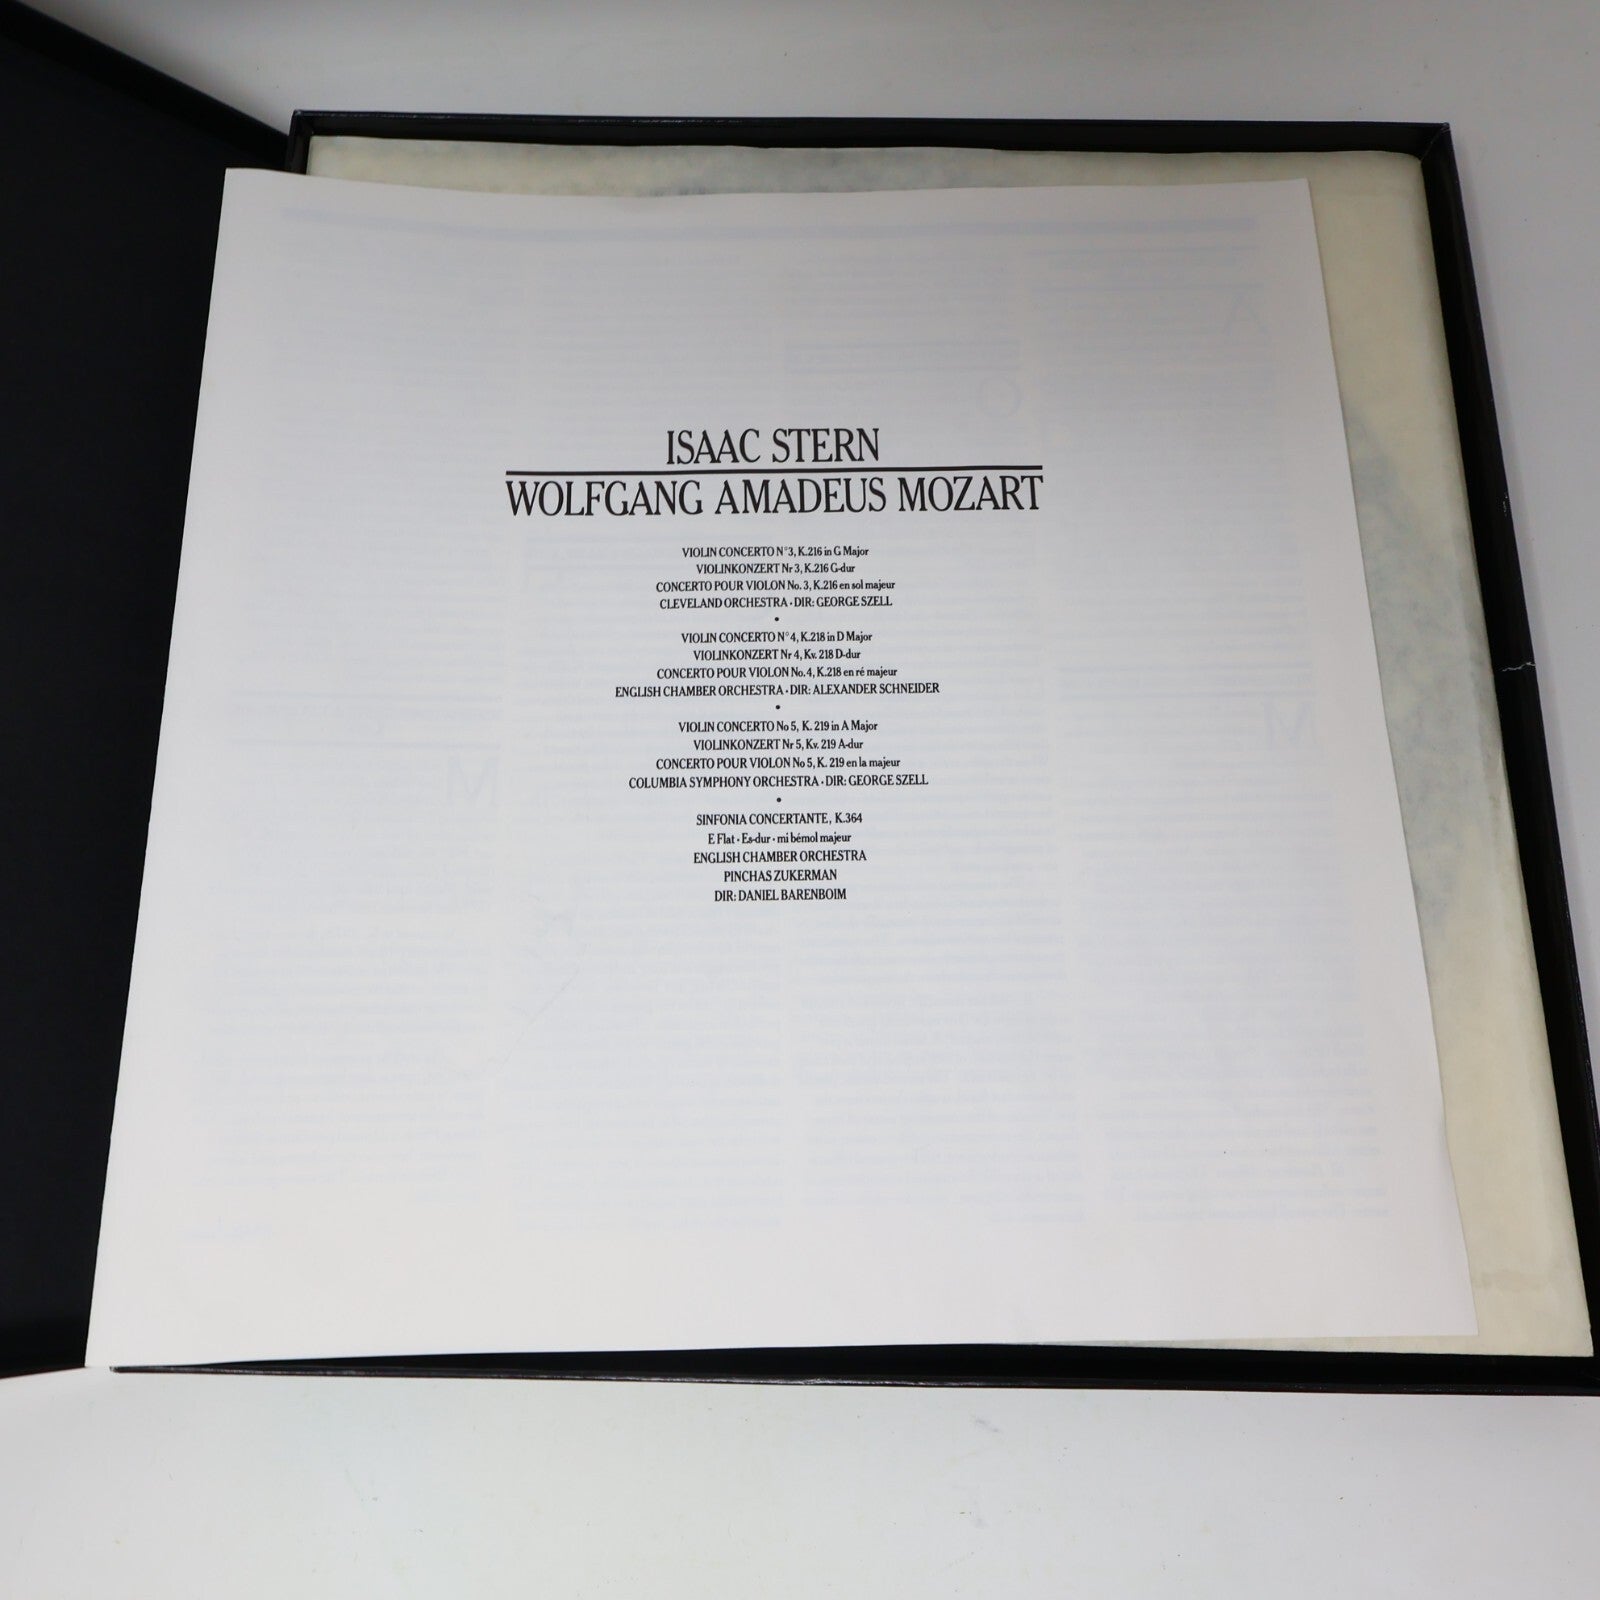 ISAAC STERN
WOLFGANG AMADEUS MOZART
VIOLIN CONCERTO N°3, K.216 in G Major
VIOLINKONZERT Nr 3, K.216 G-dur
CONCERTO POUR VIOLON No. 3, K.216 en sol majeur
CLEVELAND ORCHESTRA • DIR: GEORGE SZELL
•
VIOLIN CONCERTO N°4, K.218 in D Major
VIOLINKONZERT Nr 4, Kv. 218 D-dur
CONCERTO POUR VIOLON No. 4, K.218 en ré majeur
ENGLISH CHAMBER ORCHESTRA • DIR: ALEXANDER SCHNEIDER
•
VIOLIN CONCERTO No 5, K. 219 in A Major
VIOLINKONZERT Nr 5, Kv. 219 A-dur
CONCERTO POUR VIOLON No 5, K. 219 en la majeur
COLUMBIA SYMPHONY ORCHESTRA • DIR: GEORGE SZELL
•
SINFONIA CONCERTANTE, K.364
E Flat • Es-dur • mi bémol majeur
ENGLISH CHAMBER ORCHESTRA
PINCHAS ZUKERMAN
DIR: DANIEL BARENBOIM